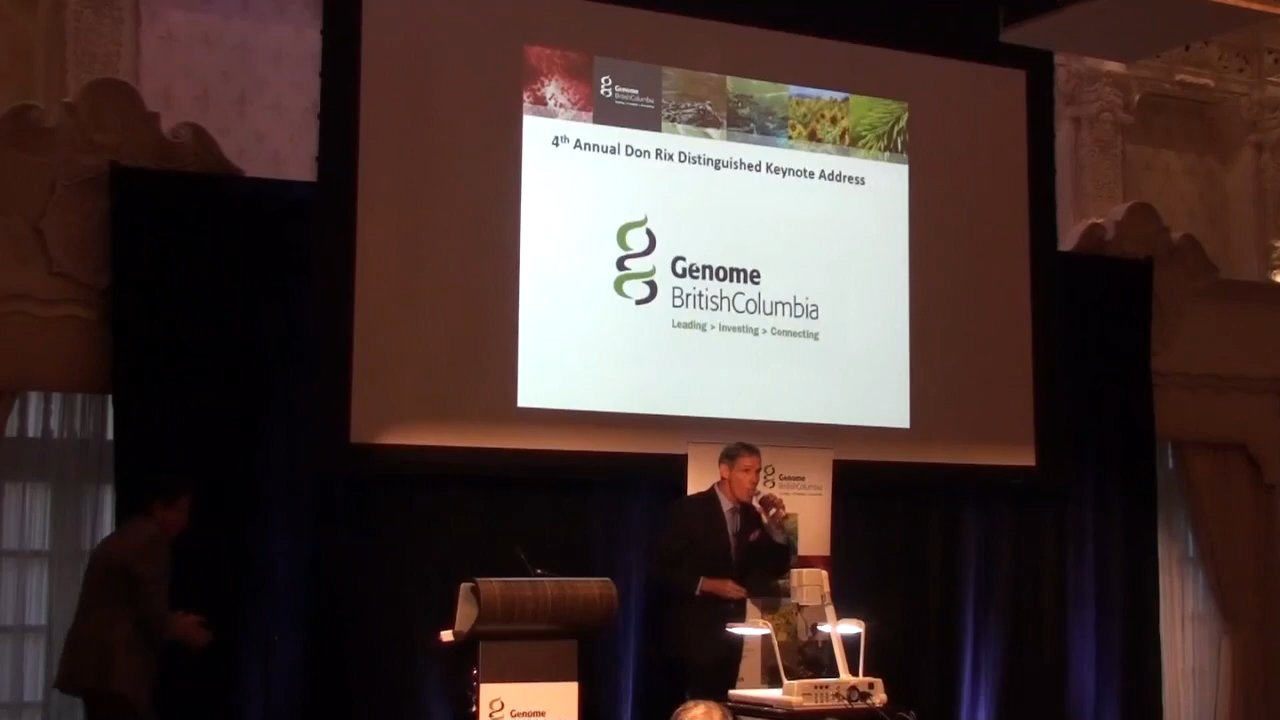 Genome
BritishColumbia
4th Annual Don Rix Distinguished Keynote Address
Genome
BritishColumbia
Leading > Investing > Connecting
Genome
BritishColumbia
Genome